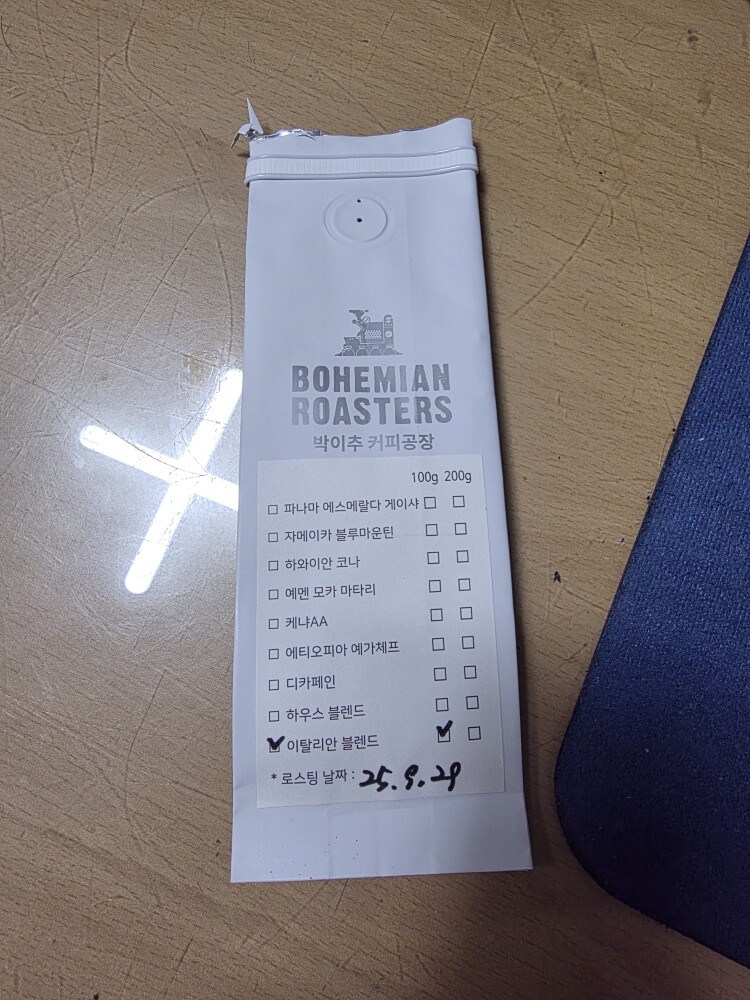 BOHEMIAN
ROASTERS
박이추 커피공장
100g 200g
□ 파나마 에스메랄다 게이샤 □ □
□ 자메이카 블루마운틴 □ □
□ 하와이안 코나 □ □
□ 예멘 모카 마타리 □ □
□ 케냐AA □ □
□ 에티오피아 예가체프 □ □
□ 디카페인 □ □
□ 하우스 블렌드 □ □
☑ 이탈리안 블렌드 ☑ □
* 로스팅 날짜 : 25.9.29